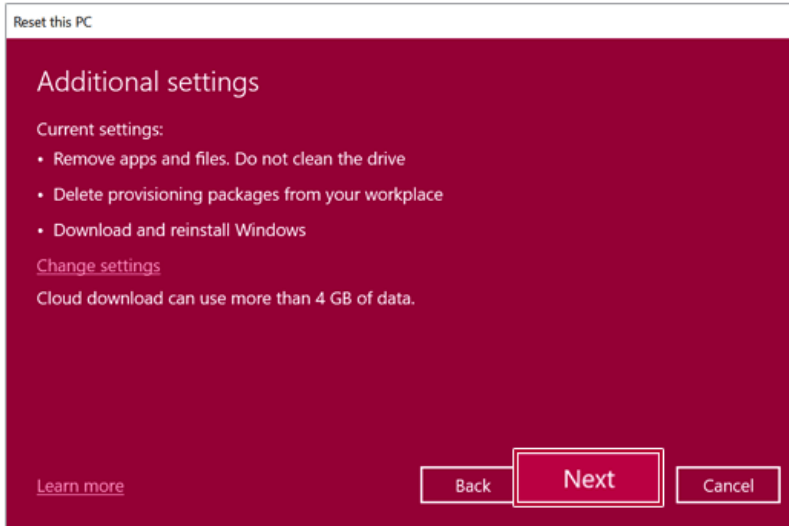 Reset this PC
Additional settings
Current settings:
• Remove apps and files. Do not clean the drive
• Delete provisioning packages from your workplace
• Download and reinstall Windows
Change settings
Cloud download can use more than 4 GB of data.
Learn more
Back
Next
Cancel